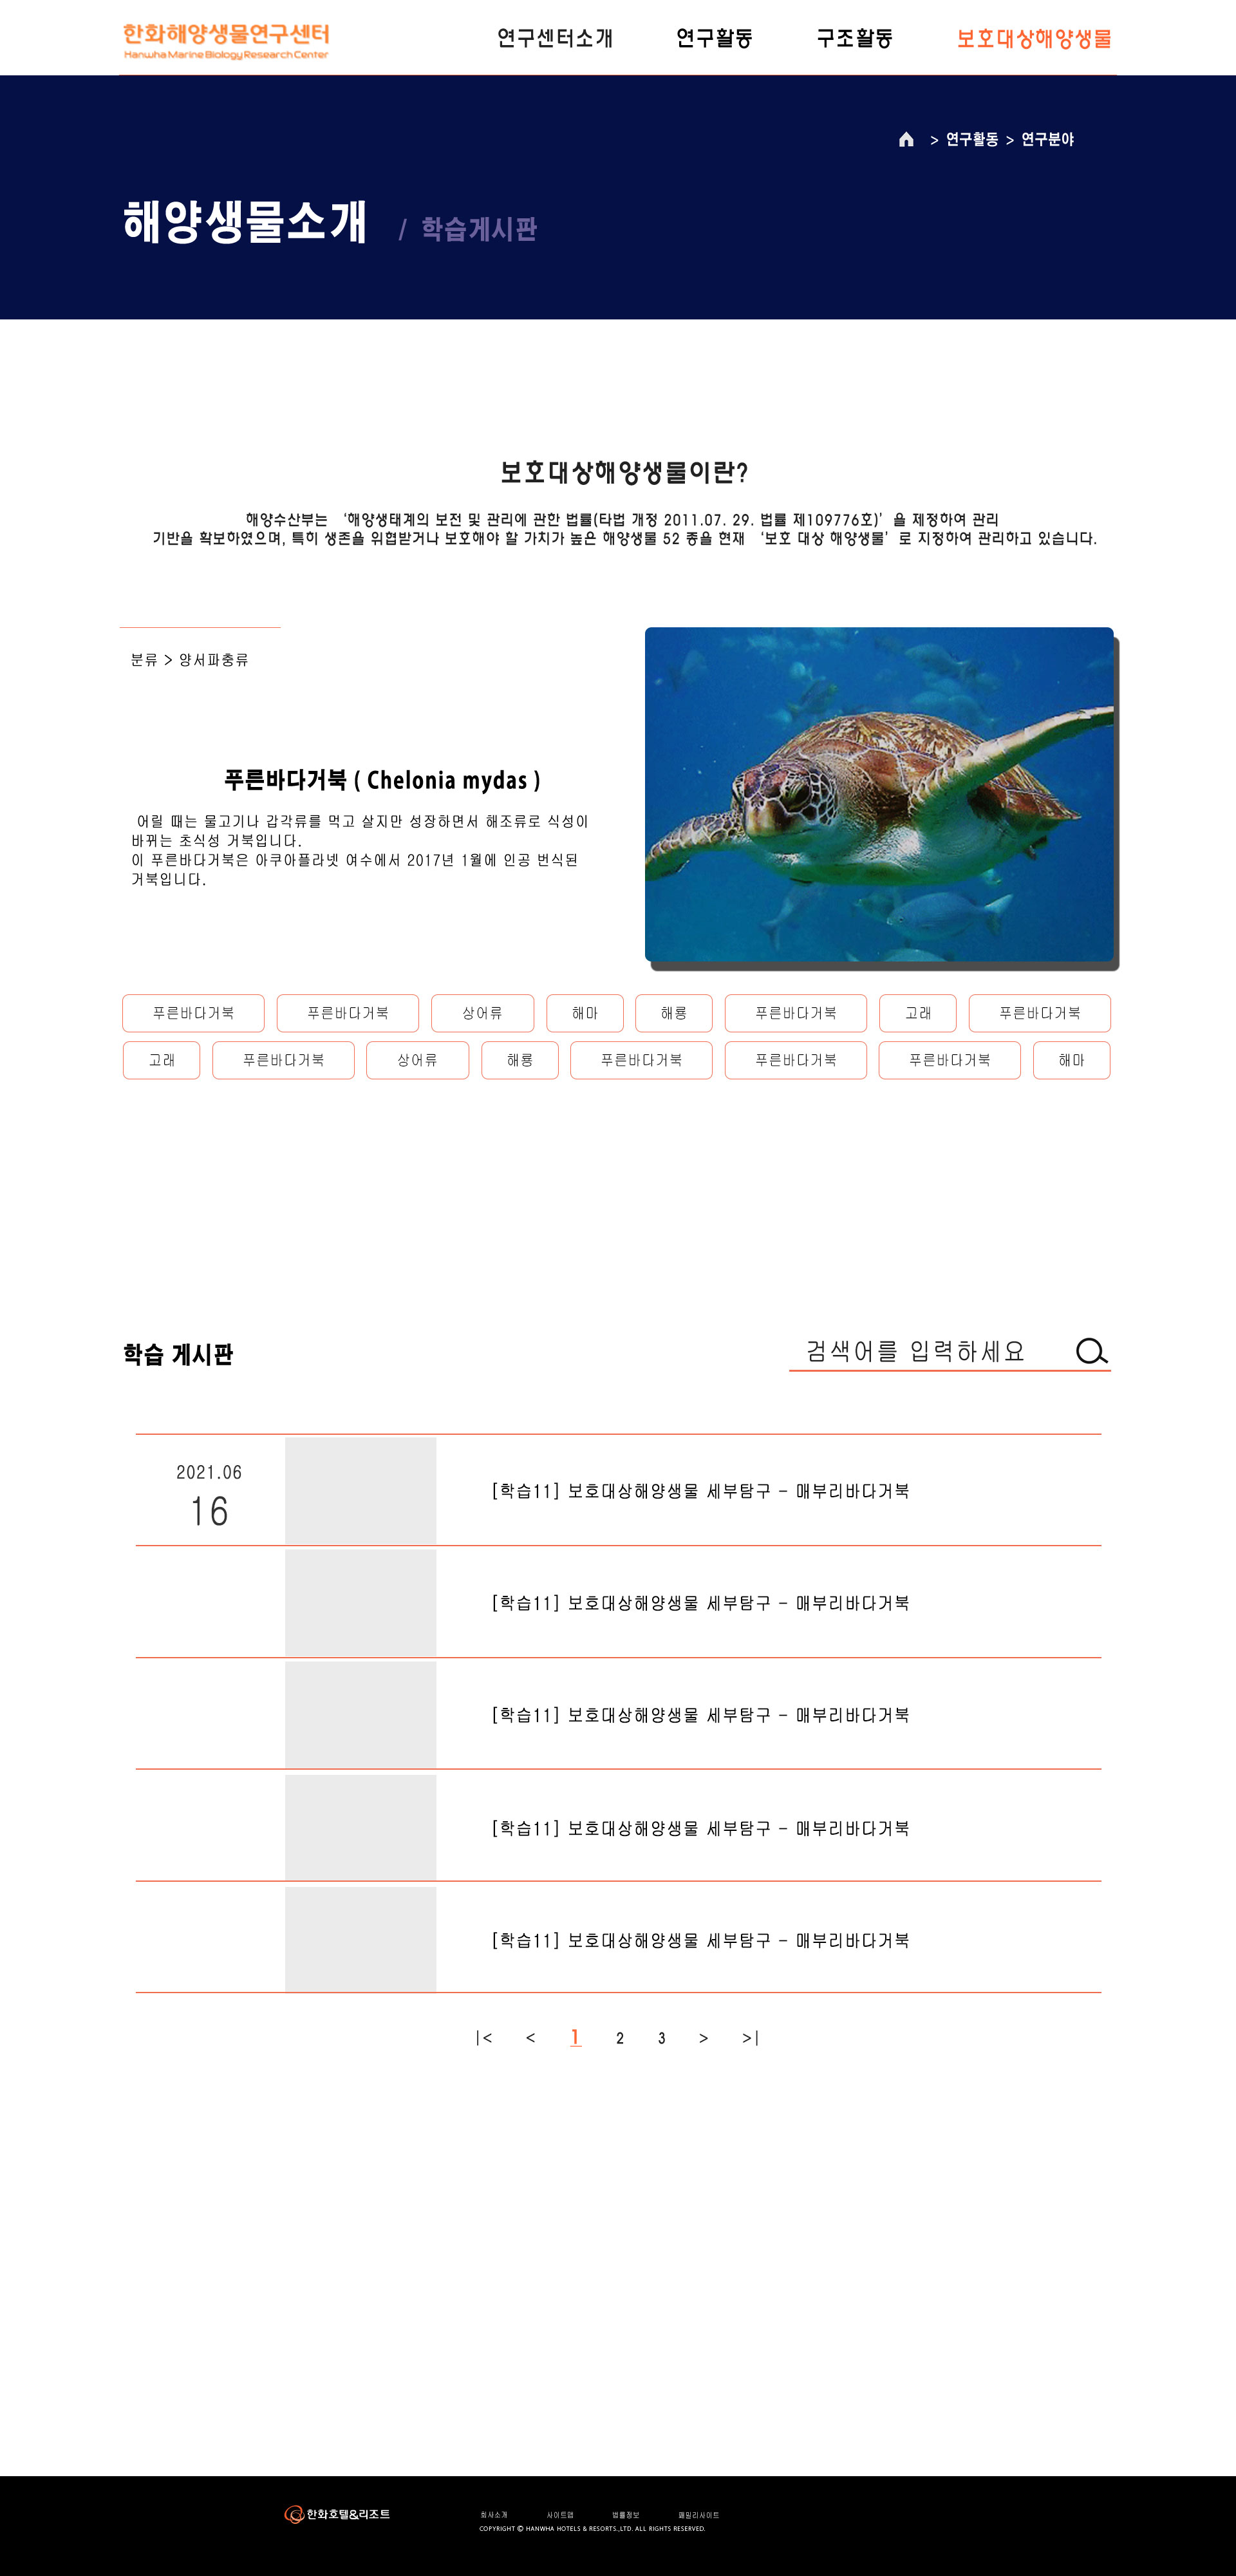 한화해양생물연구센터
Hanwha Marine Biology Research Center
연구센터소개 연구활동 구조활동 보호대상해양생물
> 연구활동 > 연구분야
해양생물소개 / 학습게시판
보호대상해양생물이란?
해양수산부는 ‘해양생태계의 보전 및 관리에 관한 법률(타법 개정 2011.07. 29. 법률 제109776호)’ 을 제정하여 관리
기반을 확보하였으며, 특히 생존을 위협받거나 보호해야 할 가치가 높은 해양생물 52 종을 현재 ‘보호 대상 해양생물’ 로 지정하여 관리하고 있습니다.
분류 > 양서파충류
푸른바다거북 ( Chelonia mydas )
어릴 때는 물고기나 갑각류를 먹고 살지만 성장하면서 해조류로 식성이
바뀌는 초식성 거북입니다.
이 푸른바다거북은 아쿠아플라넷 여수에서 2017년 1월에 인공 번식된
거북입니다.
푸른바다거북 푸른바다거북 상어류 해마 해룡 푸른바다거북 고래 푸른바다거북
고래 푸른바다거북 상어류 해룡 푸른바다거북 푸른바다거북 푸른바다거북 해마
학습 게시판
검색어를 입력하세요
2021.06
16
[학습11] 보호대상해양생물 세부탐구 - 매부리바다거북
[학습11] 보호대상해양생물 세부탐구 - 매부리바다거북
[학습11] 보호대상해양생물 세부탐구 - 매부리바다거북
[학습11] 보호대상해양생물 세부탐구 - 매부리바다거북
[학습11] 보호대상해양생물 세부탐구 - 매부리바다거북
|< < 1 2 3 > >|
한화호텔&리조트
회사소개 사이트맵 법률정보 패밀리사이트
COPYRIGHT © HANWHA HOTELS & RESORTS.,LTD. ALL RIGHTS RESERVED.